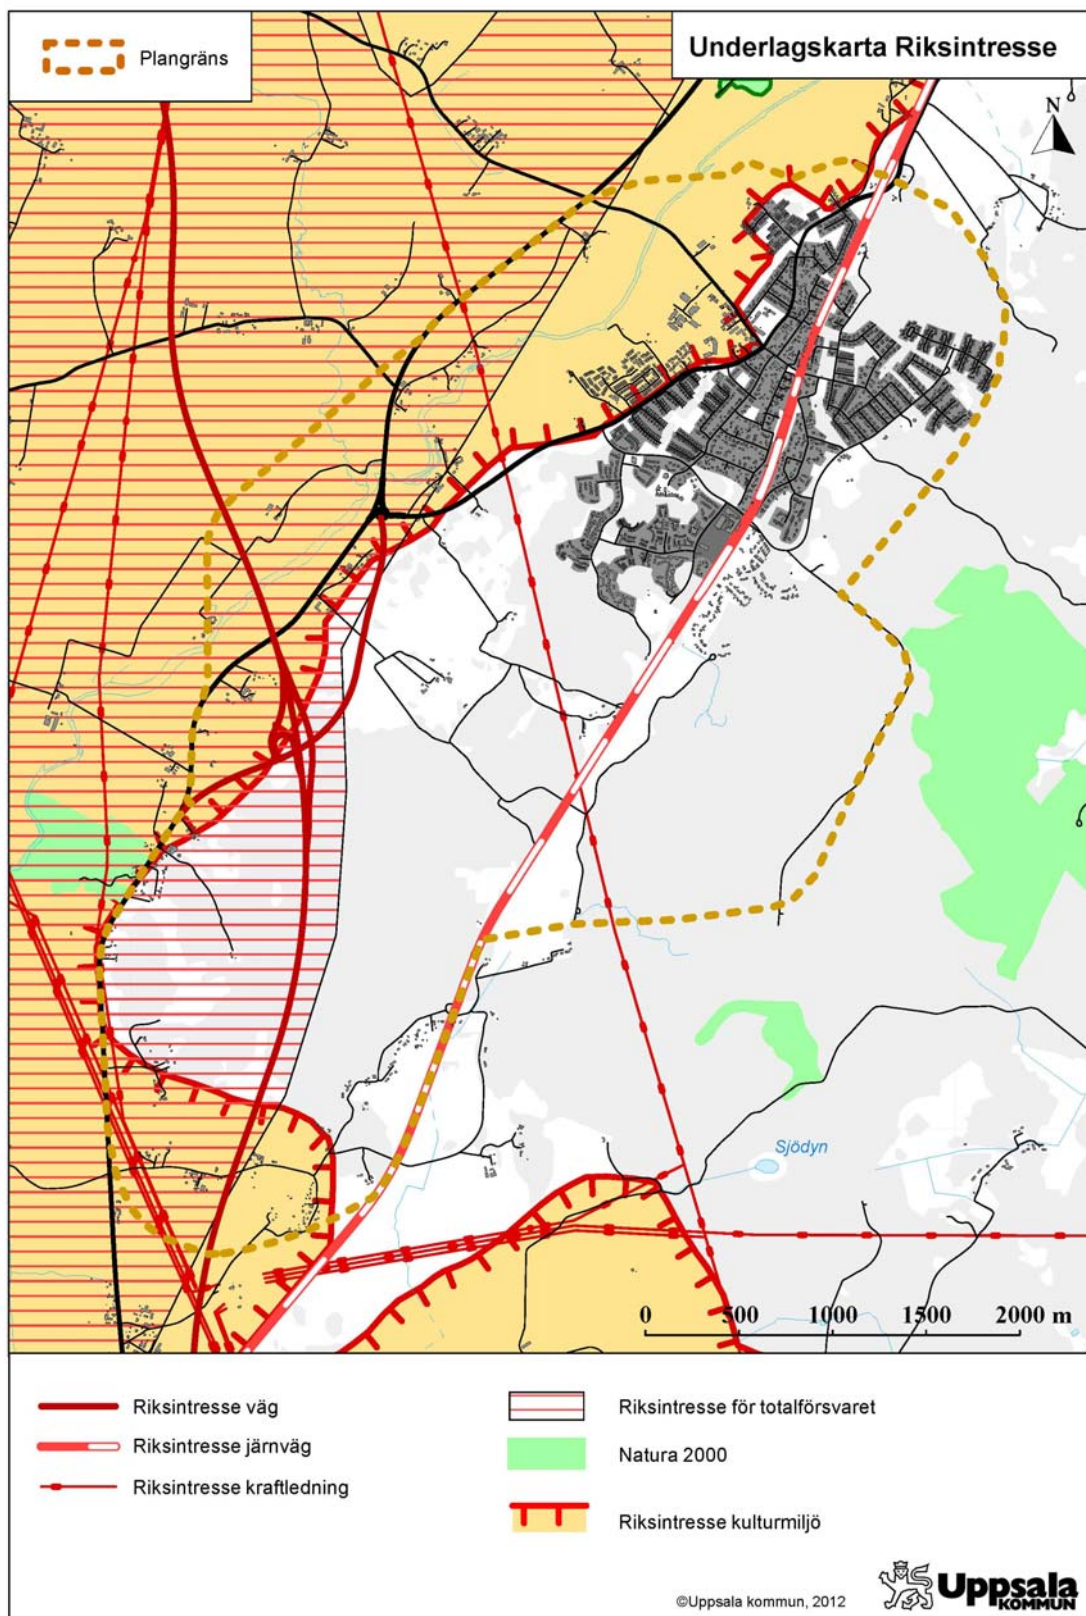 Plangräns
Underlagskarta Riksintresse
N
Sjödyn
0 500 1000 1500 2000 m
Riksintresse väg
Riksintresse järnväg
Riksintresse kraftledning
Riksintresse för totalförsvaret
Natura 2000
Riksintresse kulturmiljö
©Uppsala kommun, 2012
Uppsala
KOMMUN